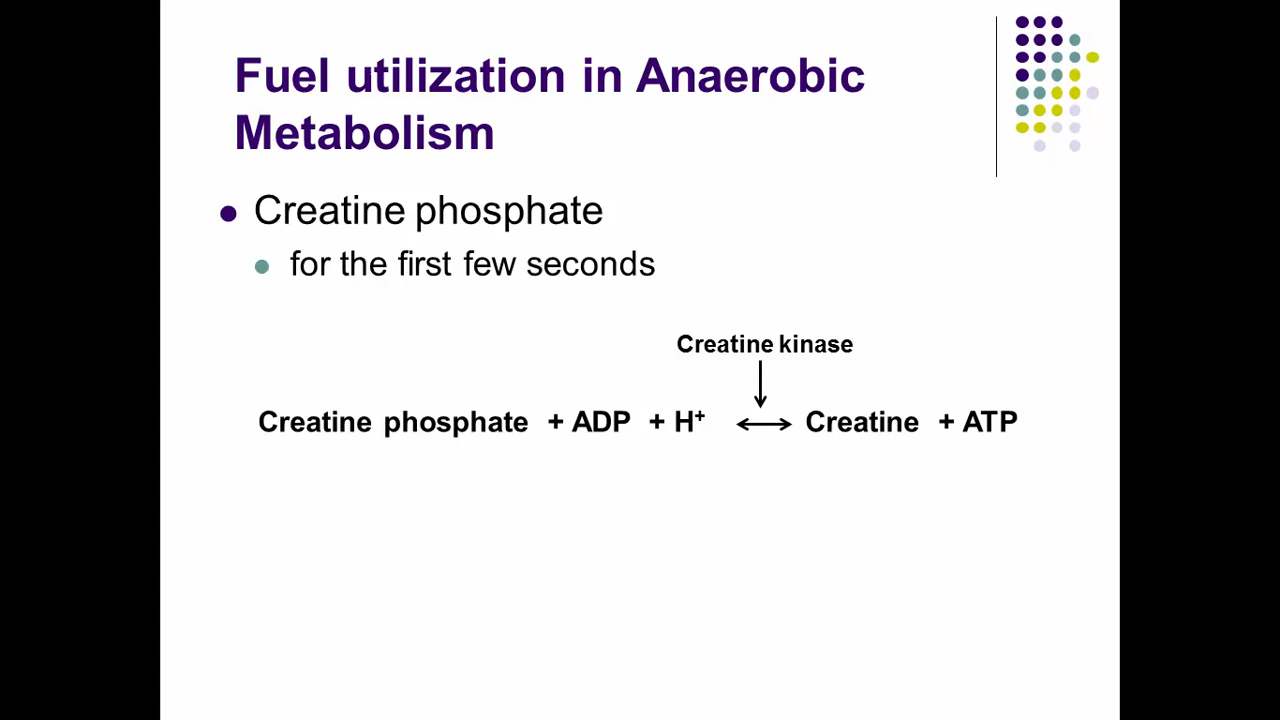 Fuel utilization in Anaerobic
Metabolism
Creatine phosphate
for the first few seconds
Creatine kinase
Creatine phosphate + ADP + H⁺ ⟷ Creatine + ATP